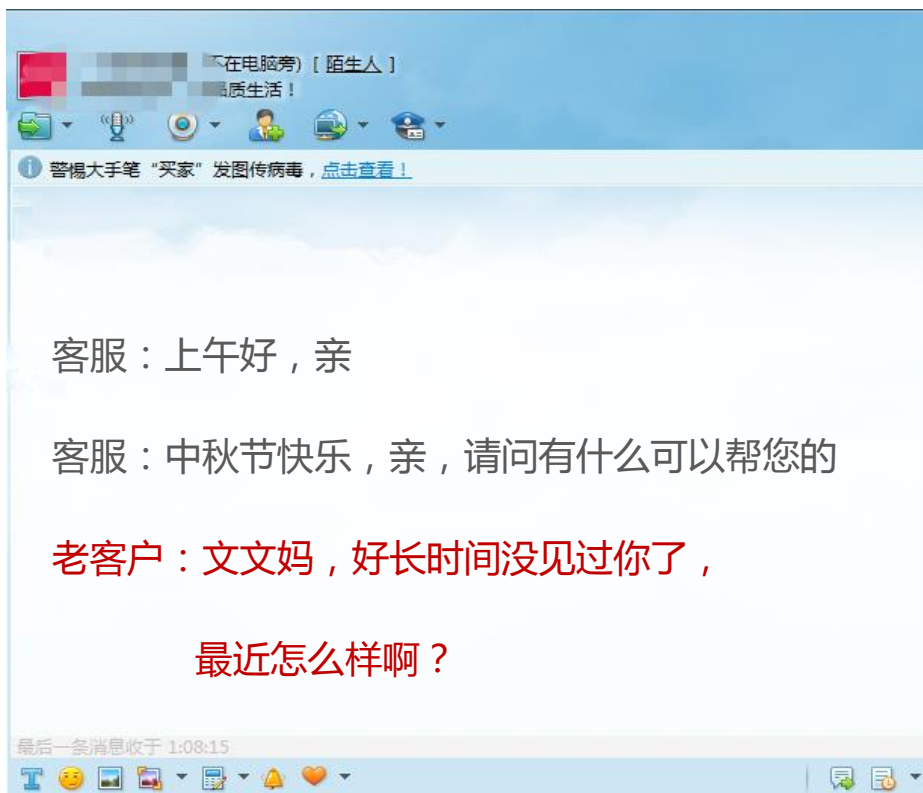 不在电脑旁) [ 陌生人 ]
品质生活！
警惕大手笔“买家”发图传病毒，点击查看！
客服：上午好，亲
客服：中秋节快乐，亲，请问有什么可以帮您的
老客户：文文妈，好长时间没见过你了，
最近怎么样啊？
最后一条消息收于 1:08:15